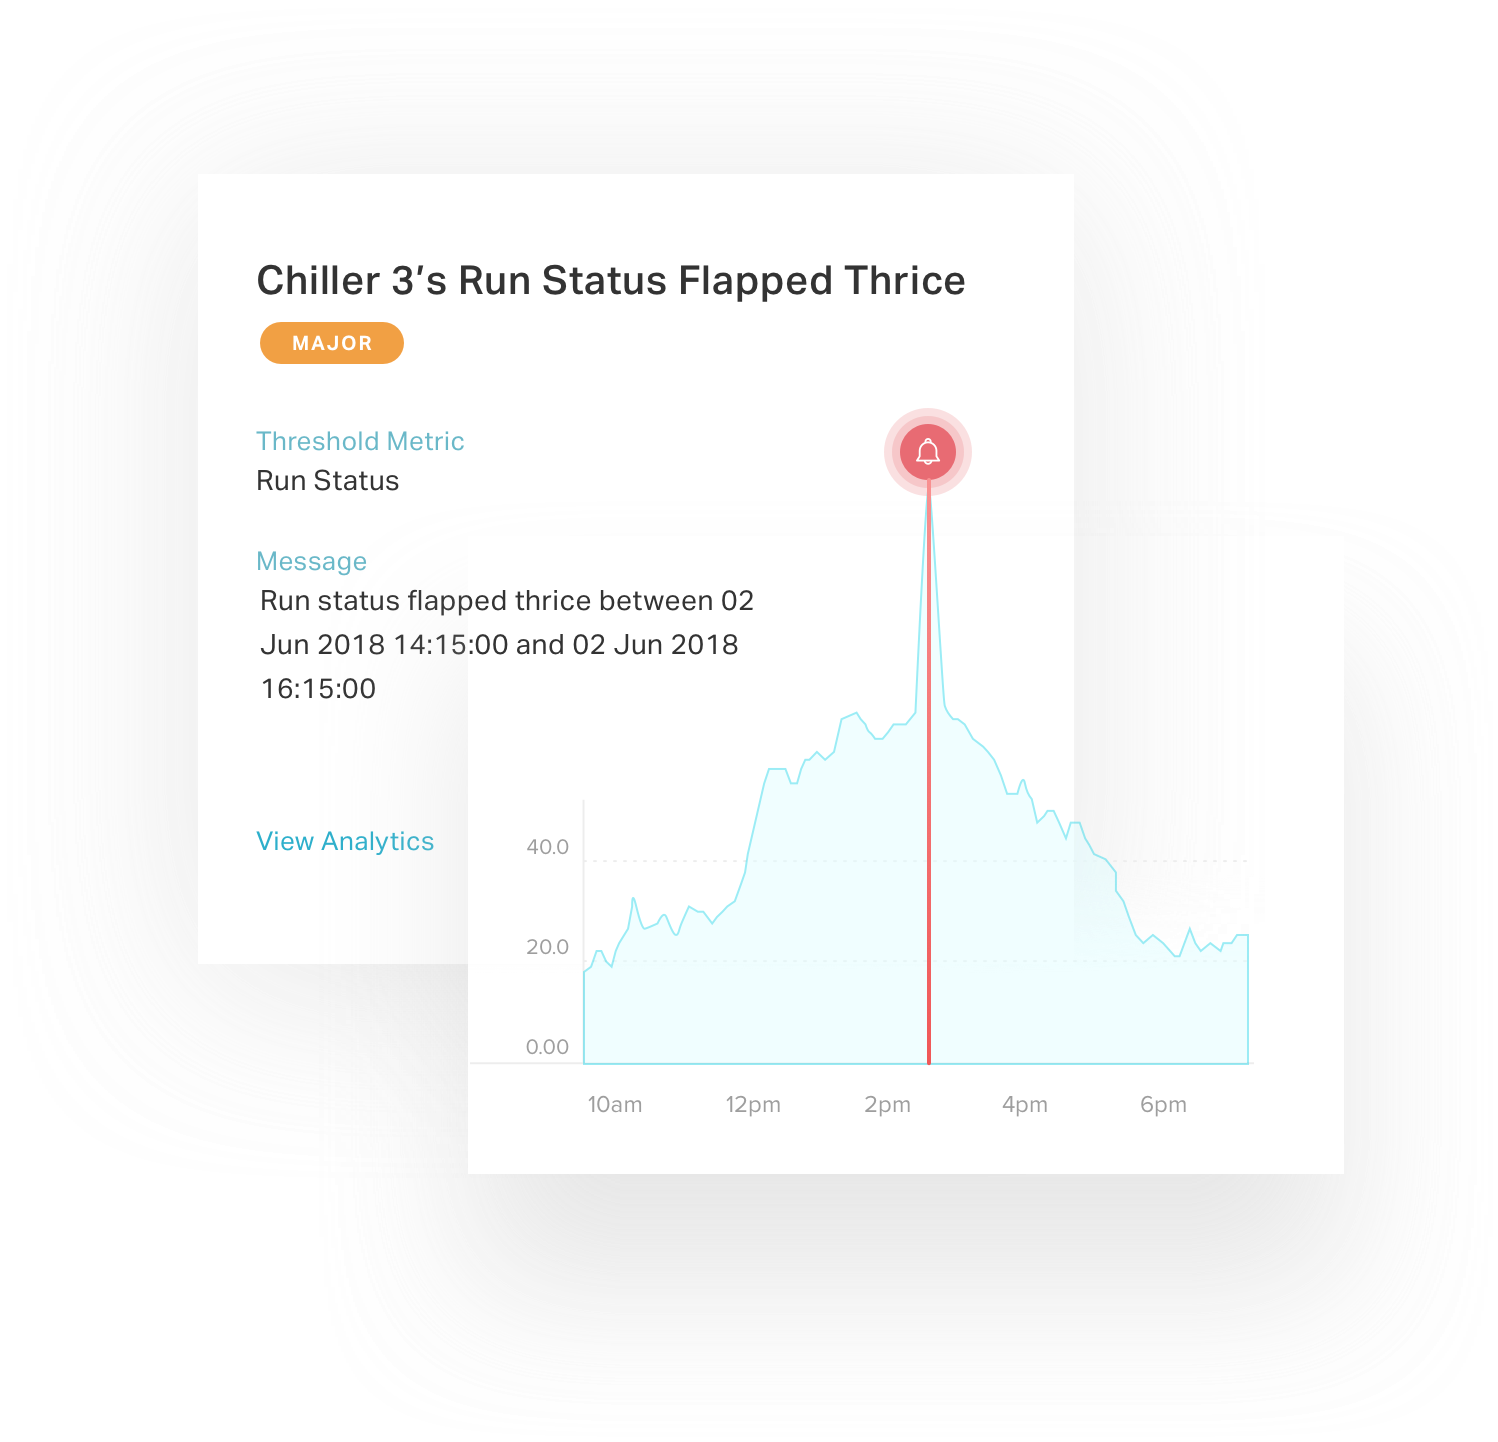 Chiller 3’s Run Status Flapped Thrice
MAJOR
Threshold Metric
Run Status
Message
Run status flapped thrice between 02
Jun 2018 14:15:00 and 02 Jun 2018
16:15:00
View Analytics
40.0
20.0
0.00
10am 12pm 2pm 4pm 6pm